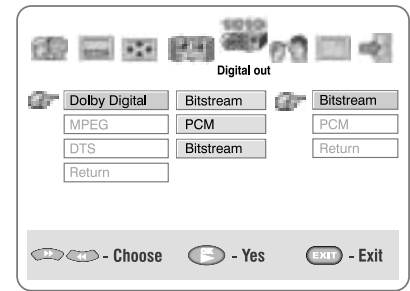 Digital out
Dolby Digital Bitstream Bitstream
MPEG PCM PCM
DTS Bitstream Return
Return
- Choose - Yes EXIT - Exit